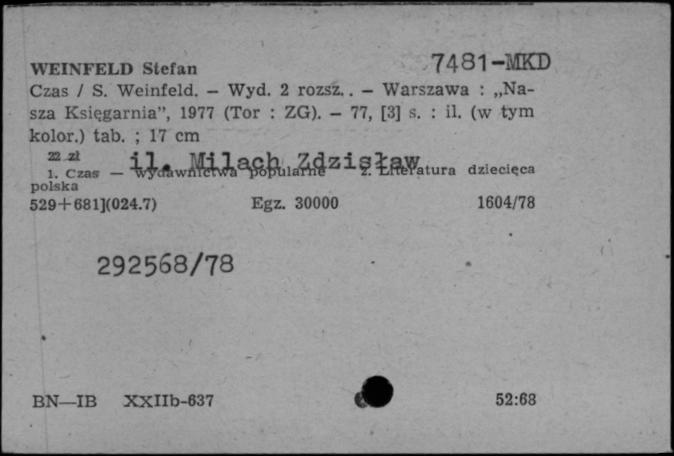 WEINFELD Stefan 7481-MKD
Czas / S. Weinfeld. — Wyd. 2 rozsz.. — Warszawa : „Na-
sza Księgarnia”, 1977 (Tor : ZG). — 77, [3] s. : il. (w tym
kolor.) tab. ; 17 cm
22 zł il. Milach Zdzisław
1. Czas — wydawnictwa popularne 2. Literatura dziecięca
polska
529+681](024.7) Egz. 30000 1604/78
292568/78
BN—IB XXIIb-637 52:68